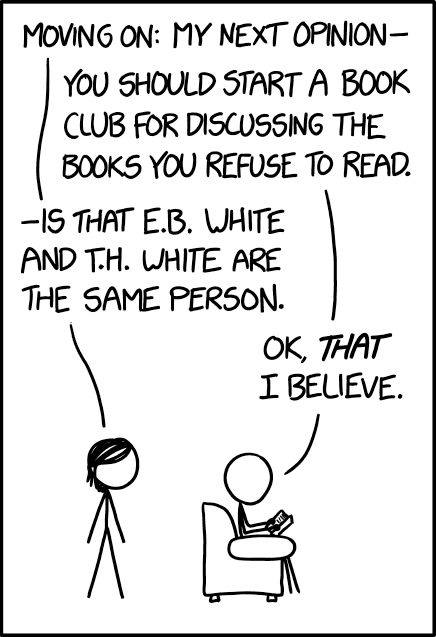 MOVING ON: MY NEXT OPINION—
YOU SHOULD START A BOOK
CLUB FOR DISCUSSING THE
BOOKS YOU REFUSE TO READ.
—IS THAT E.B. WHITE
AND T.H. WHITE ARE
THE SAME PERSON.
OK, THAT
I BELIEVE.